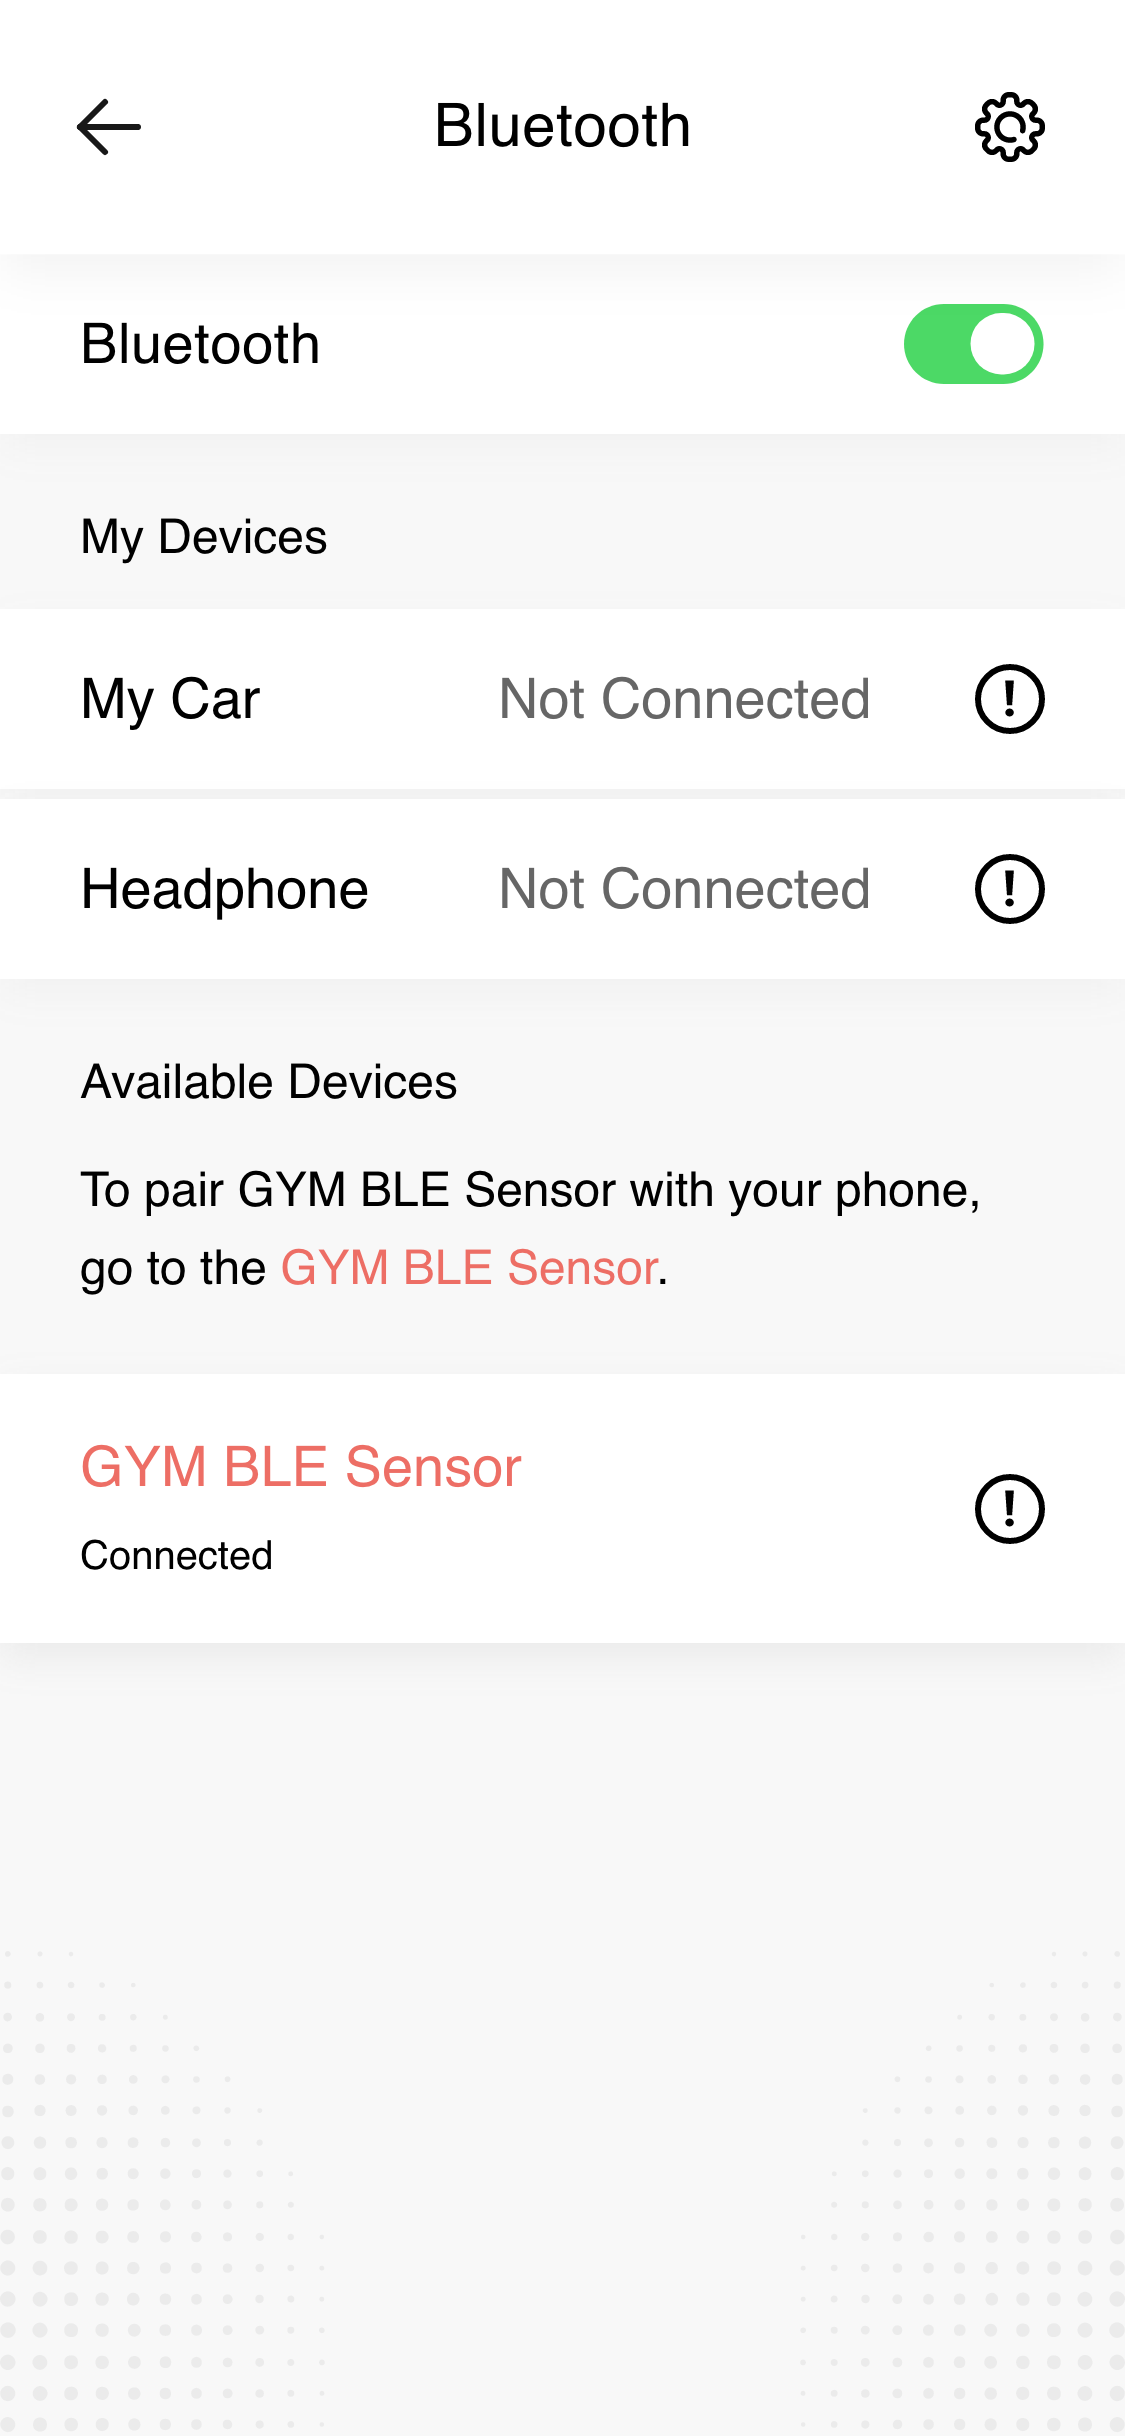 Bluetooth
Bluetooth
My Devices
My Car Not Connected
Headphone Not Connected
Available Devices
To pair GYM BLE Sensor with your phone,
go to the GYM BLE Sensor.
GYM BLE Sensor
Connected